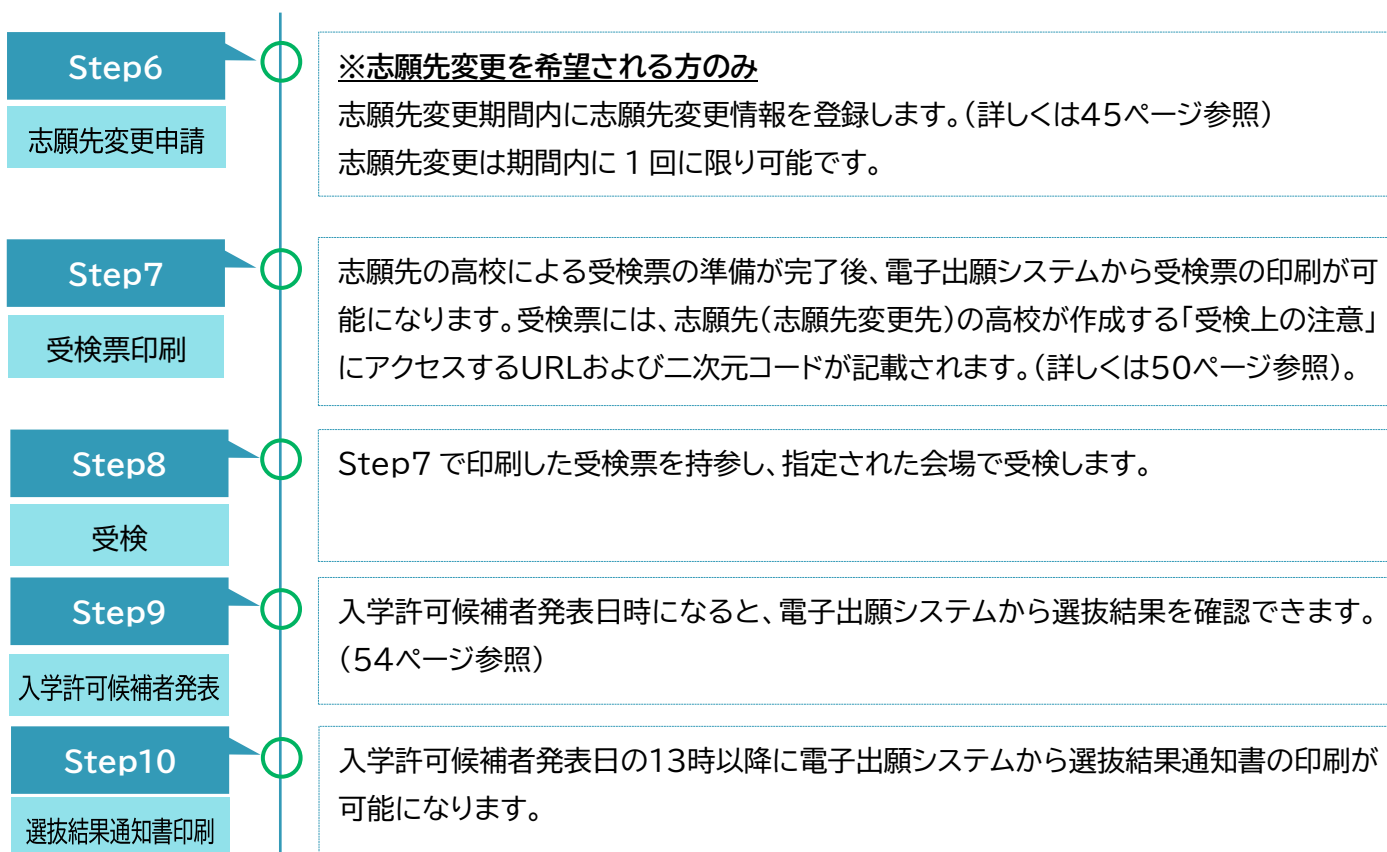 Step6
志願先変更申請
※志願先変更を希望される方のみ
志願先変更期間内に志願先変更情報を登録します。(詳しくは45ページ参照)
志願先変更は期間内に1回に限り可能です。
Step7
受検票印刷
志願先の高校による受検票の準備が完了後、電子出願システムから受検票の印刷が可
能になります。受検票には、志願先(志願先変更先)の高校が作成する「受検上の注意」
にアクセスするURLおよび二次元コードが記載されます。(詳しくは50ページ参照)。
Step8
受検
Step7で印刷した受検票を持参し、指定された会場で受検します。
Step9
入学許可候補者発表
入学許可候補者発表日時になると、電子出願システムから選抜結果を確認できます。
(54ページ参照)
Step10
選抜結果通知書印刷
入学許可候補者発表日の13時以降に電子出願システムから選抜結果通知書の印刷が
可能になります。